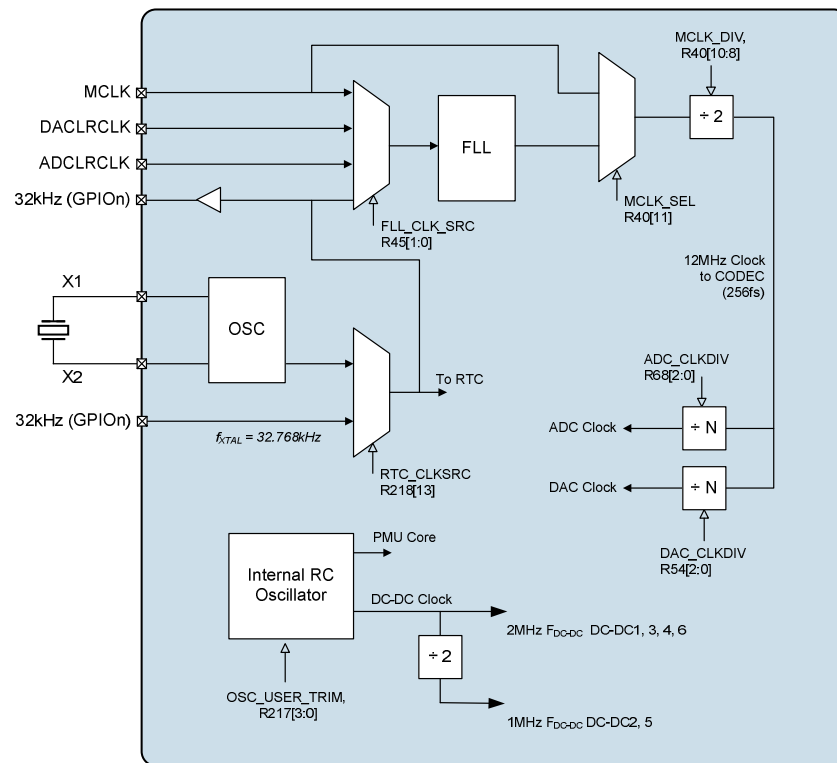 MCLK_DIV,
R40[10:8]
MCLK
÷ 2
DACLRCLK
FLL
ADCLRCLK
32kHz (GPIOn)
MCLK_SEL
R40[11]
FLL_CLK_SRC
R45[1:0]
12MHz Clock
to CODEC
(256fs)
X1
OSC
X2
ADC_CLKDIV
R68[2:0]
To RTC
32kHz (GPIOn)
fXTAL = 32.768kHz
ADC Clock
÷ N
RTC_CLKSRC
R218[13]
DAC Clock
÷ N
PMU Core
DAC_CLKDIV
R54[2:0]
Internal RC
Oscillator
DC-DC Clock
2MHz FDC-DC DC-DC1, 3, 4, 6
÷ 2
OSC_USER_TRIM,
R217[3:0]
1MHz FDC-DC DC-DC2, 5